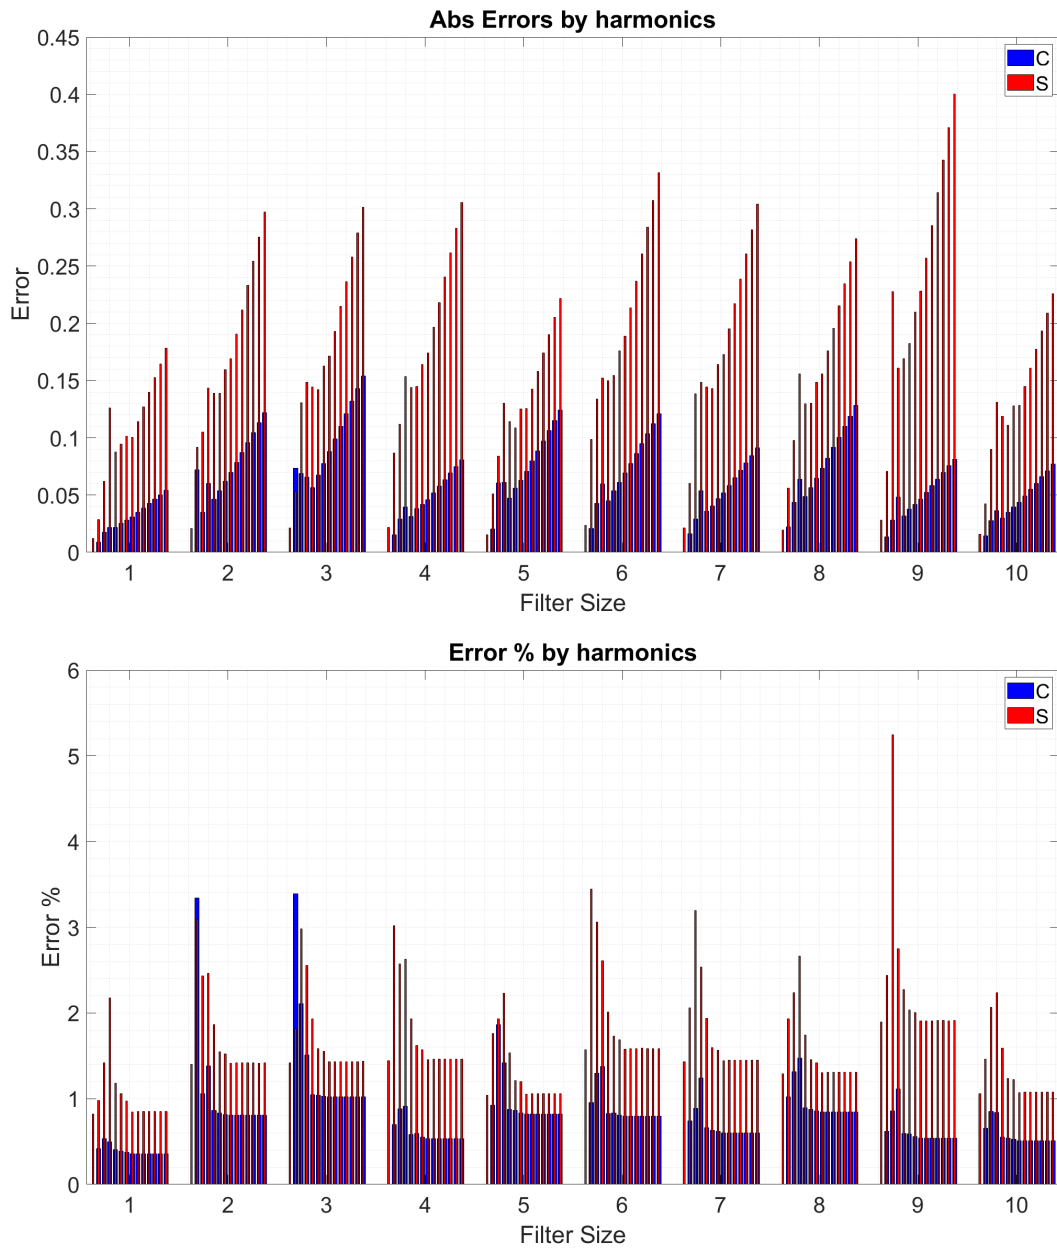 Abs Errors by harmonics
0.45
0.4
0.35
0.3
0.25
0.2
0.15
0.1
0.05
0
Error
C
S
1 2 3 4 5 6 7 8 9 10
Filter Size
Error % by harmonics
6
5
4
3
2
1
0
Error %
C
S
1 2 3 4 5 6 7 8 9 10
Filter Size